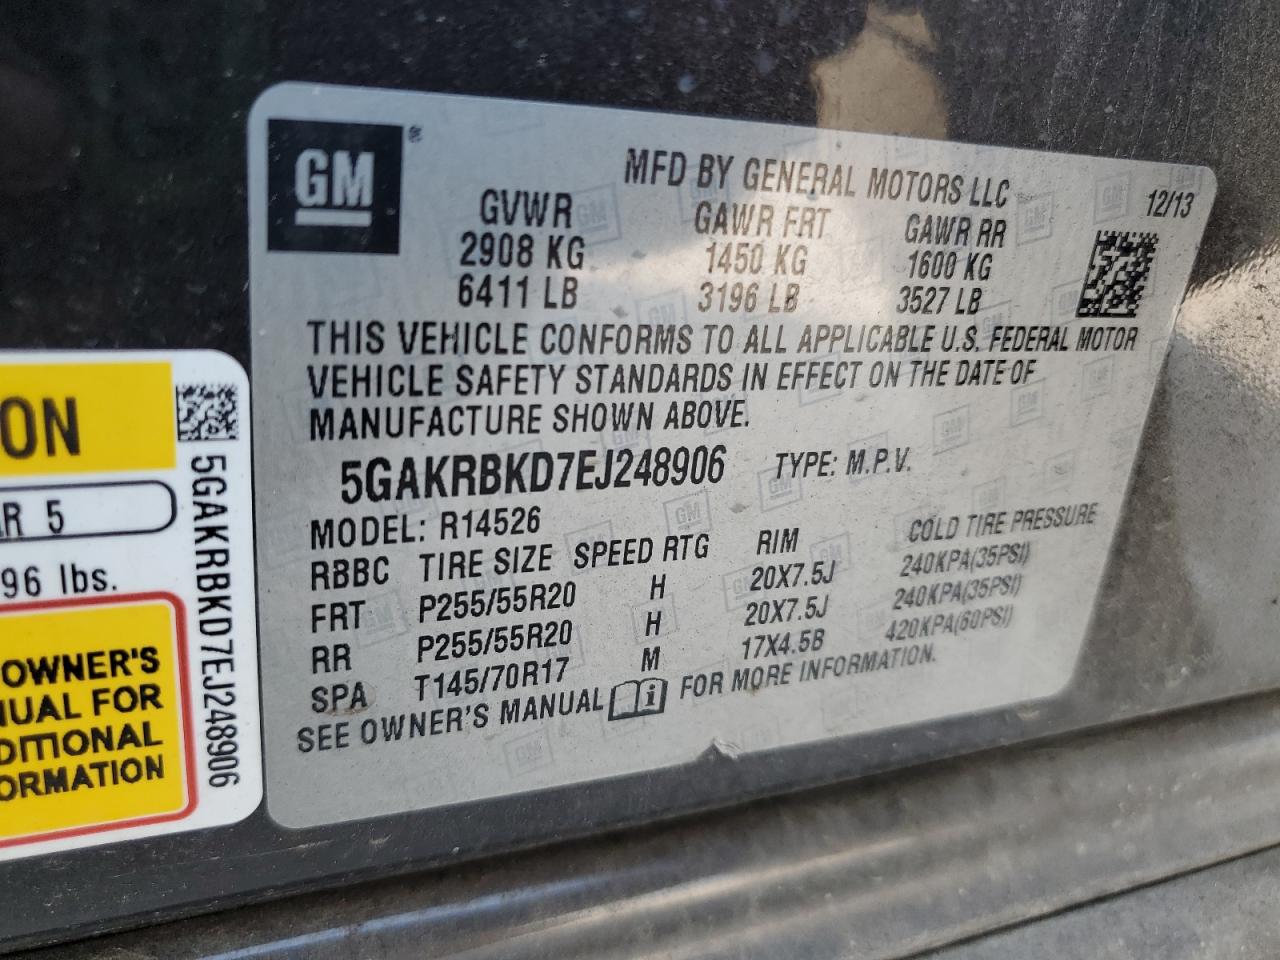 GM ®
MFD BY GENERAL MOTORS LLC
12/13
GVWR GAWR FRT GAWR RR
2908 KG 1450 KG 1600 KG
6411 LB 3196 LB 3527 LB
THIS VEHICLE CONFORMS TO ALL APPLICABLE U.S. FEDERAL MOTOR
VEHICLE SAFETY STANDARDS IN EFFECT ON THE DATE OF
MANUFACTURE SHOWN ABOVE.
5GAKRBKD7EJ248906 TYPE: M.P.V.
MODEL: R14526
RBBC TIRE SIZE SPEED RTG RIM COLD TIRE PRESSURE
FRT P255/55R20 H 20X7.5J 240KPA(35PSI)
RR P255/55R20 H 20X7.5J 240KPA(35PSI)
SPA T145/70R17 M 17X4.5B 420KPA(60PSI)
SEE OWNER'S MANUAL FOR MORE INFORMATION.
ON
AR 5
96 lbs.
OWNER'S
NUAL FOR
DITIONAL
ORMATION
5GAKRBKD7EJ248906